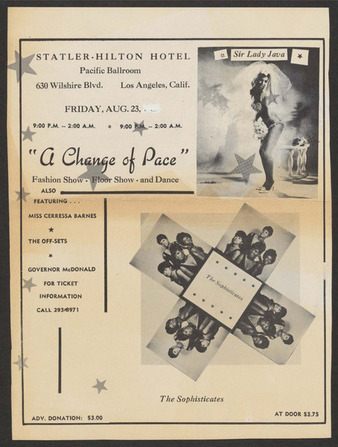 STATLER-HILTON HOTEL
Pacific Ballroom
630 Wilshire Blvd. Los Angeles, Calif.
FRIDAY, AUG. 23,
9:00 P.M. -- 2:00 A.M. ★ 9:00 P.M. -- 2:00 A.M.
"A Change of Pace"
Fashion Show - Floor Show - and Dance
Sir Lady Java
ALSO
FEATURING . . .
MISS CERRESSA BARNES
THE OFF-SETS
GOVERNOR McDONALD
FOR TICKET
INFORMATION
CALL 293-6971
The Sophisticates
The Sophisticates
ADV. DONATION: $3.00
AT DOOR $3.75